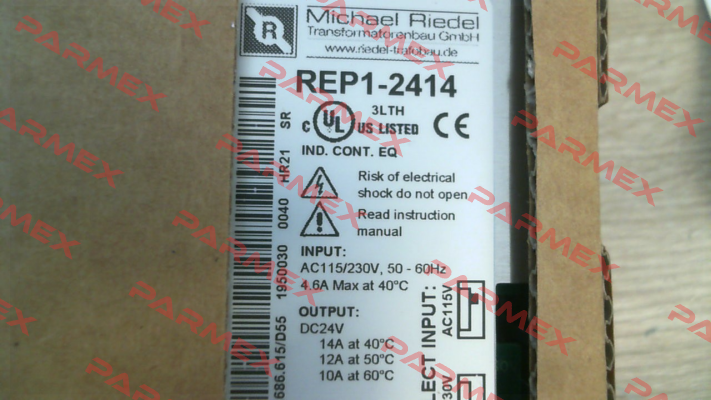 R
Michael Riedel
Transformatorenbau GmbH
www.riedel-trafobau.de
REP1-2414
3LTH
C UL US LISTED CE
IND. CONT. EQ
Risk of electrical
shock do not open
Read instruction
manual
INPUT:
AC115/230V, 50 - 60Hz
4.6A Max at 40°C
OUTPUT:
DC24V
14A at 40°C
12A at 50°C
10A at 60°C
686.615/D55 1950030 0040 HR21 SR
INPUT:
AC115V
PARMEX